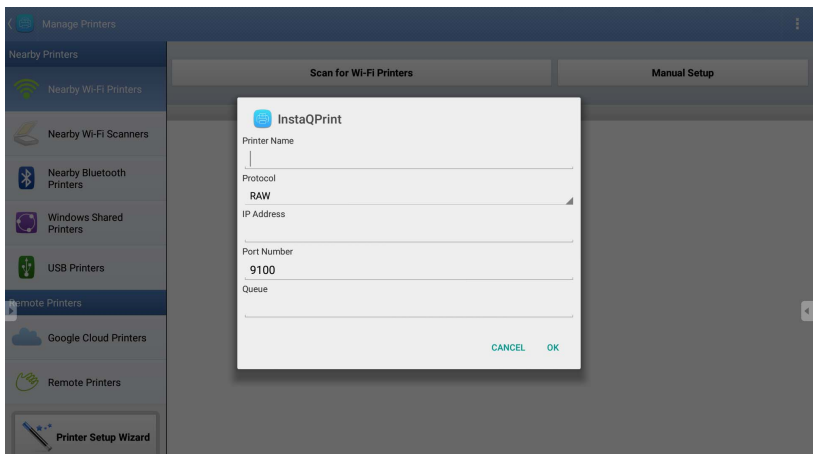 Manage Printers
Nearby Printers
Nearby Wi-Fi Printers
Nearby Wi-Fi Scanners
Nearby Bluetooth
Printers
Windows Shared
Printers
USB Printers
Remote Printers
Google Cloud Printers
Remote Printers
Printer Setup Wizard
Scan for Wi-Fi Printers
Manual Setup
InstaQPrint
Printer Name
Protocol
RAW
IP Address
Port Number
9100
Queue
CANCEL
OK